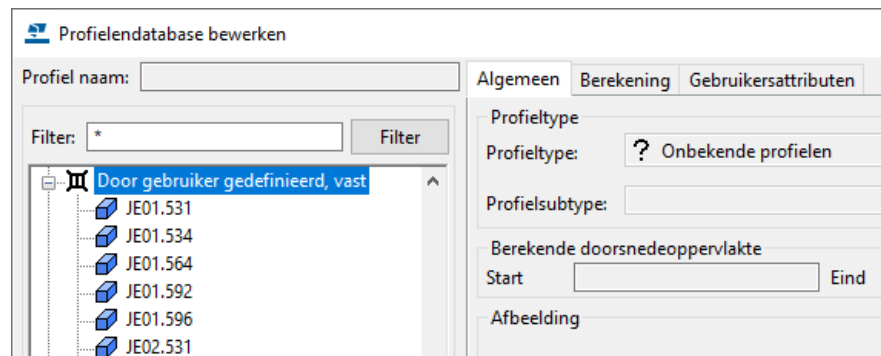 Profielendatabase bewerken
Profiel naam:
Algemeen Berekening Gebruikersattributen
Filter: * Filter
Profieltype
Profieltype: ? Onbekende profielen
Profielsubtype:
Door gebruiker gedefinieerd, vast
JE01.531
JE01.534
JE01.564
JE01.592
JE01.596
JE02.531
Berekende doorsnedeoppervlakte
Start Eind
Afbeelding